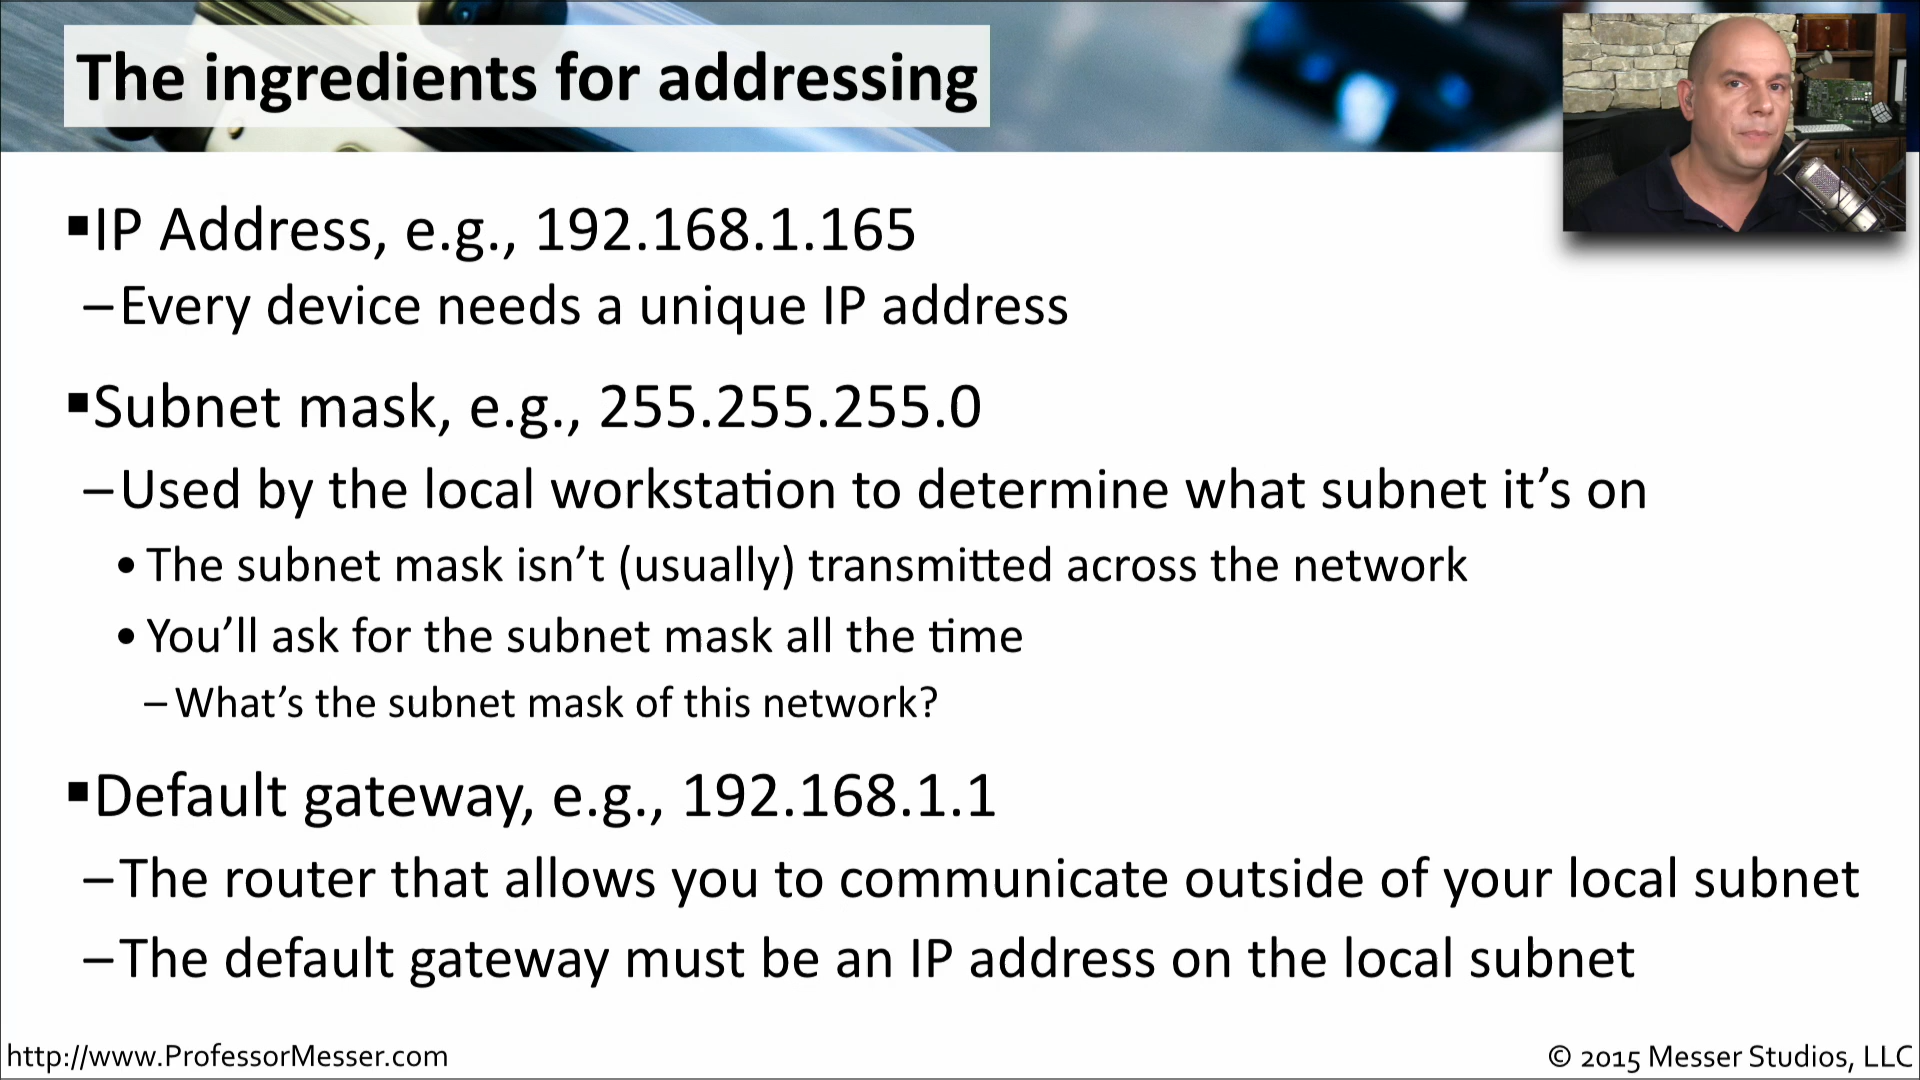 The ingredients for addressing
▪IP Address, e.g., 192.168.1.165
–Every device needs a unique IP address
▪Subnet mask, e.g., 255.255.255.0
–Used by the local workstation to determine what subnet it’s on
•The subnet mask isn’t (usually) transmitted across the network
•You’ll ask for the subnet mask all the time
–What’s the subnet mask of this network?
▪Default gateway, e.g., 192.168.1.1
–The router that allows you to communicate outside of your local subnet
–The default gateway must be an IP address on the local subnet
http://www.ProfessorMesser.com
© 2015 Messer Studios, LLC